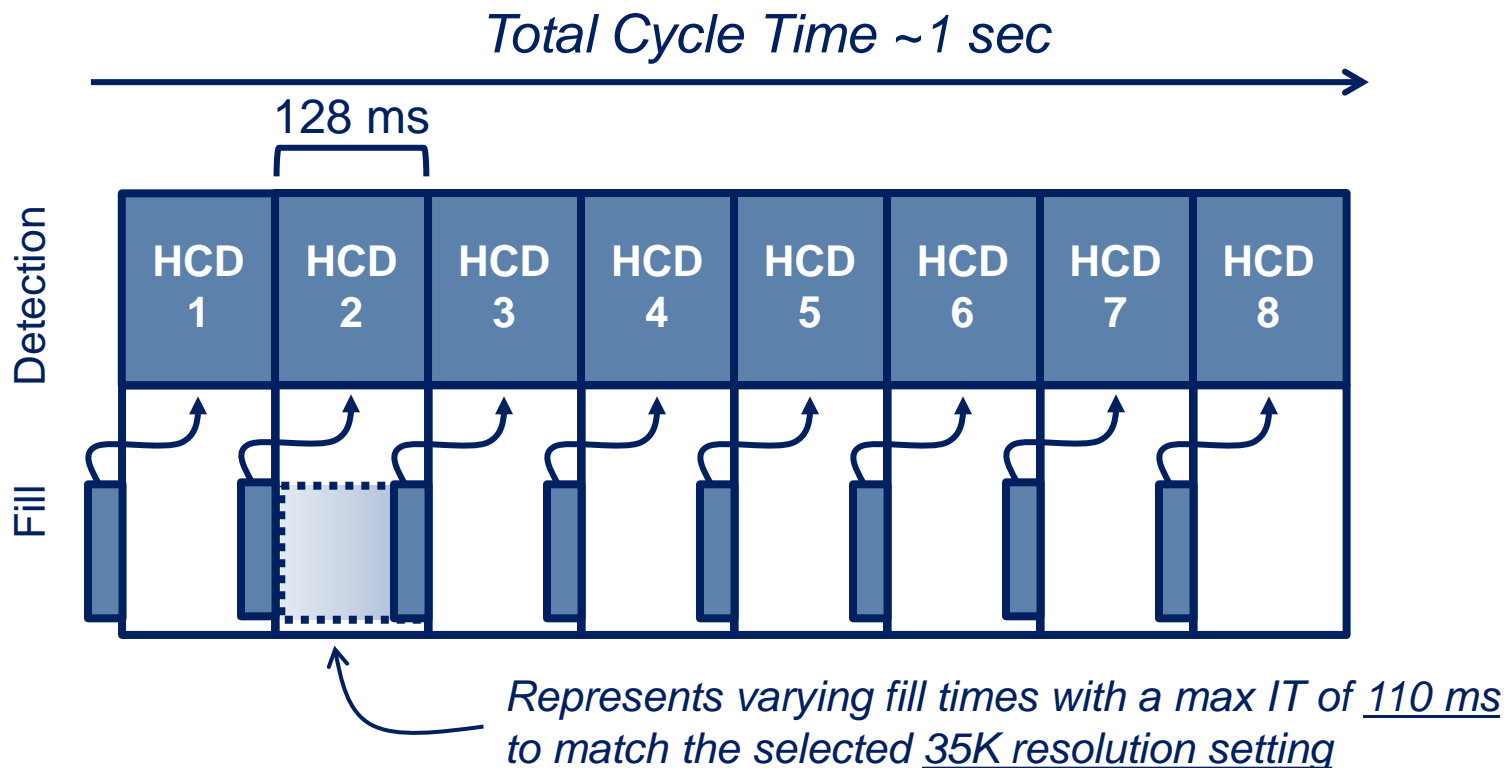 Total Cycle Time ~1 sec
128 ms
Detection
HCD
1
HCD
2
HCD
3
HCD
4
HCD
5
HCD
6
HCD
7
HCD
8
Fill
Represents varying fill times with a max IT of 110 ms
to match the selected 35K resolution setting